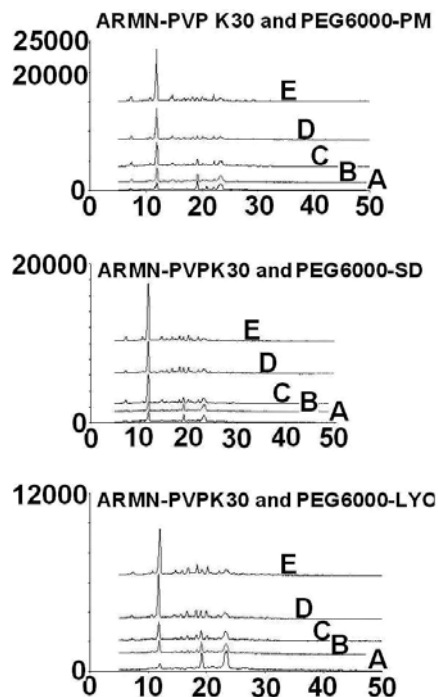 ARMN-PVP K30 and PEG6000-PM
25000
20000
E
D
C
B
A
0
0 10 20 30 40 50
ARMN-PVPK30 and PEG6000-SD
20000
E
D
C
B
A
0
0 10 20 30 40 50
12000
ARMN-PVPK30 and PEG6000-LYO
E
D
C
B
A
0
0 10 20 30 40 50